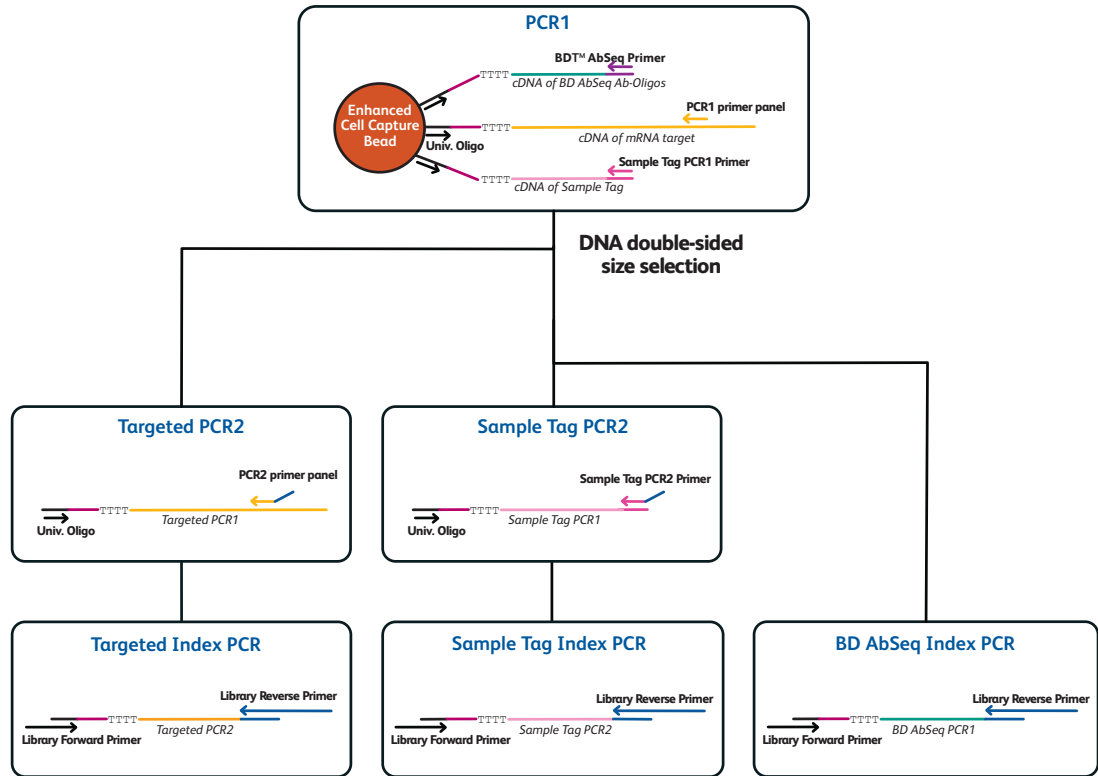 PCR1
BDT™ AbSeq Primer
TTTT
cDNA of BD AbSeq Ab-Oligos
Enhanced
Cell Capture
Bead
PCR1 primer panel
TTTT
Univ. Oligo
cDNA of mRNA target
Sample Tag PCR1 Primer
TTTT
cDNA of Sample Tag
DNA double-sided
size selection
Targeted PCR2
PCR2 primer panel
TTTT
Targeted PCR1
Univ. Oligo
Sample Tag PCR2
Sample Tag PCR2 Primer
TTTT
Sample Tag PCR1
Univ. Oligo
Targeted Index PCR
Library Reverse Primer
TTTT
Library Forward Primer
Targeted PCR2
Sample Tag Index PCR
Library Reverse Primer
TTTT
Library Forward Primer
Sample Tag PCR2
BD AbSeq Index PCR
Library Reverse Primer
TTTT
Library Forward Primer
BD AbSeq PCR1